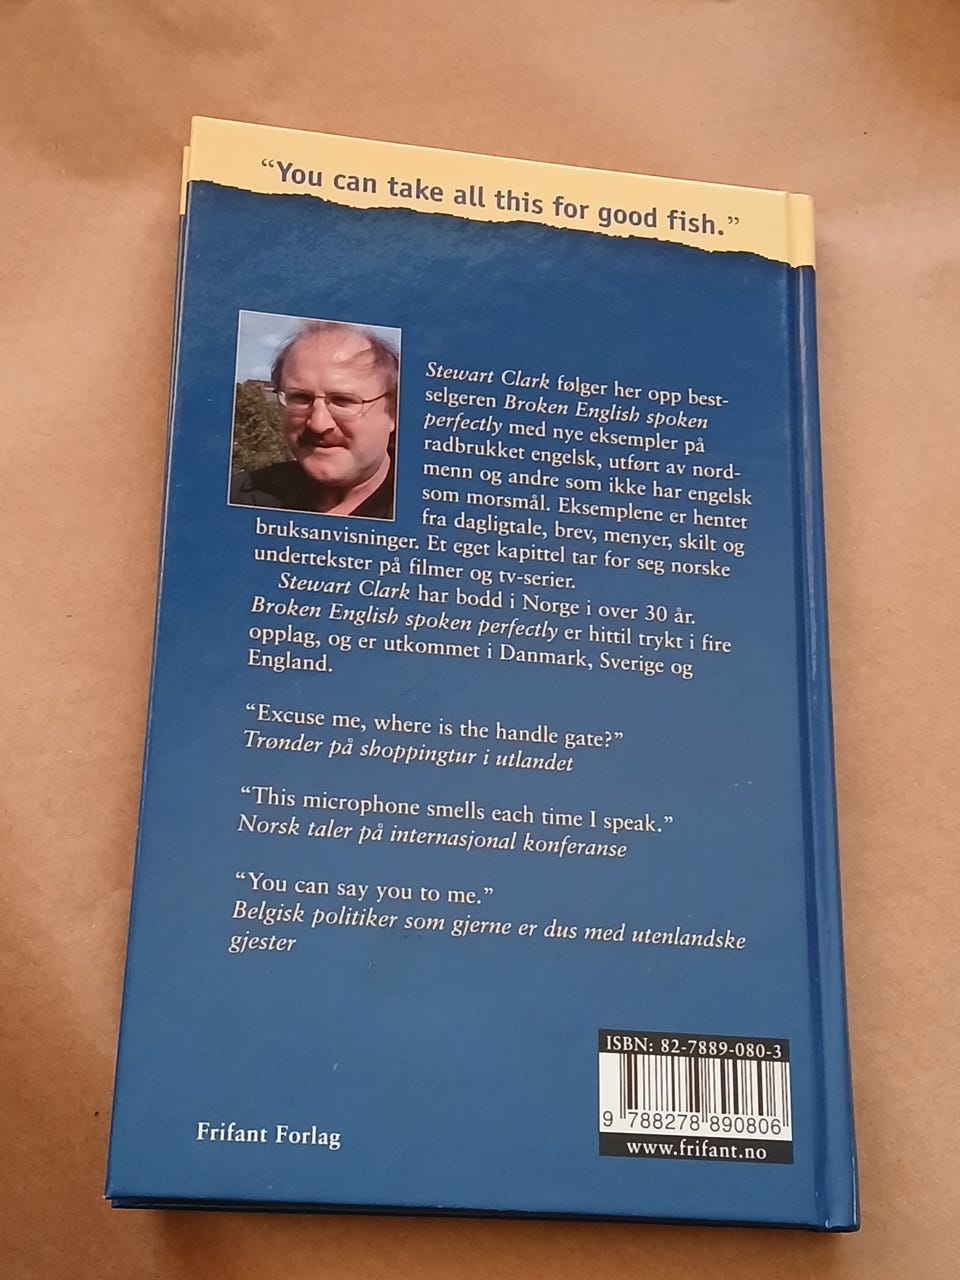 “You can take all this for good fish.”
Stewart Clark følger her opp best-
selgeren Broken English spoken
perfectly med nye eksempler på
radbrukket engelsk, utført av nord-
menn og andre som ikke har engelsk
som morsmål. Eksemplene er hentet
fra dagligtale, brev, menyer, skilt og
bruksanvisninger. Et eget kapittel tar for seg norske
undertekster på filmer og tv-serier.
Stewart Clark har bodd i Norge i over 30 år.
Broken English spoken perfectly er hittil trykt i fire
opplag, og er utkommet i Danmark, Sverige og
England.
“Excuse me, where is the handle gate?”
Trønder på shoppingtur i utlandet
“This microphone smells each time I speak.”
Norsk taler på internasjonal konferanse
“You can say you to me.”
Belgisk politiker som gjerne er dus med utenlandske
gjester
ISBN: 82-7889-080-3
9 788278 890806
www.frifant.no
Frifant Forlag